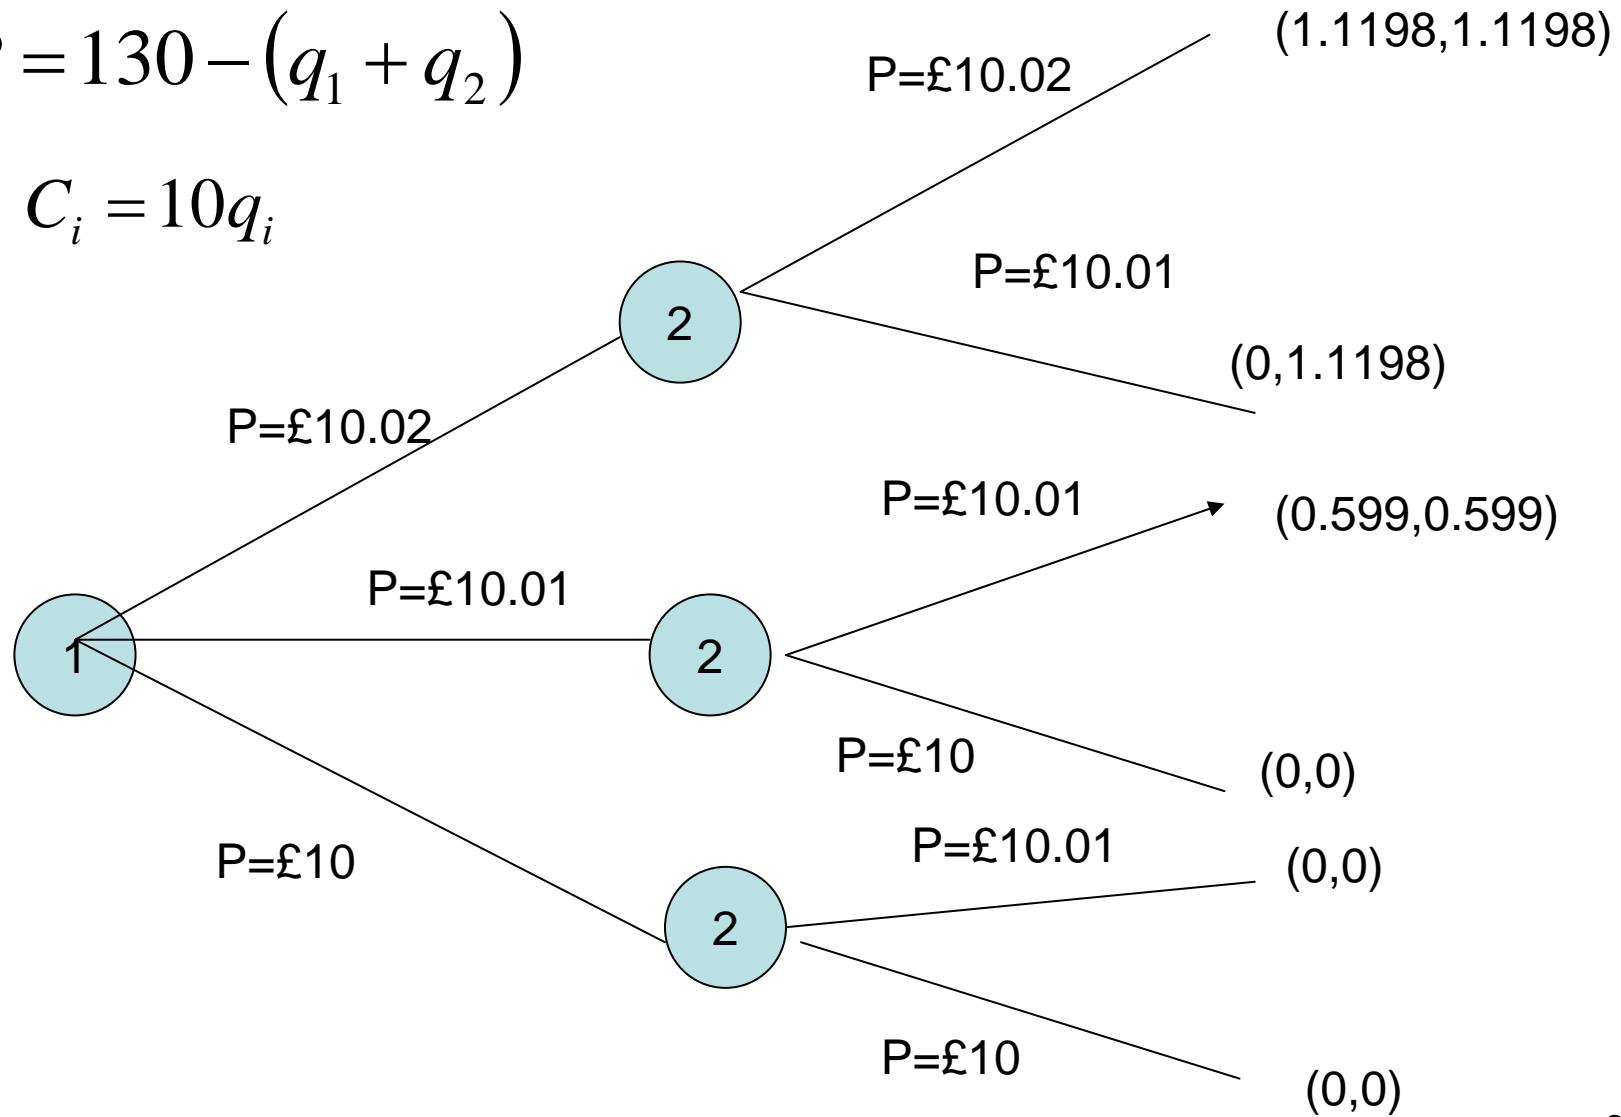 = 130 − (q₁ + q₂)
(1.1198,1.1198)
P=£10.02
Cᵢ = 10qᵢ
P=£10.01
2
(0,1.1198)
P=£10.02
P=£10.01
(0.599,0.599)
P=£10.01
1
2
P=£10
(0,0)
P=£10.01
(0,0)
P=£10
2
P=£10
(0,0)